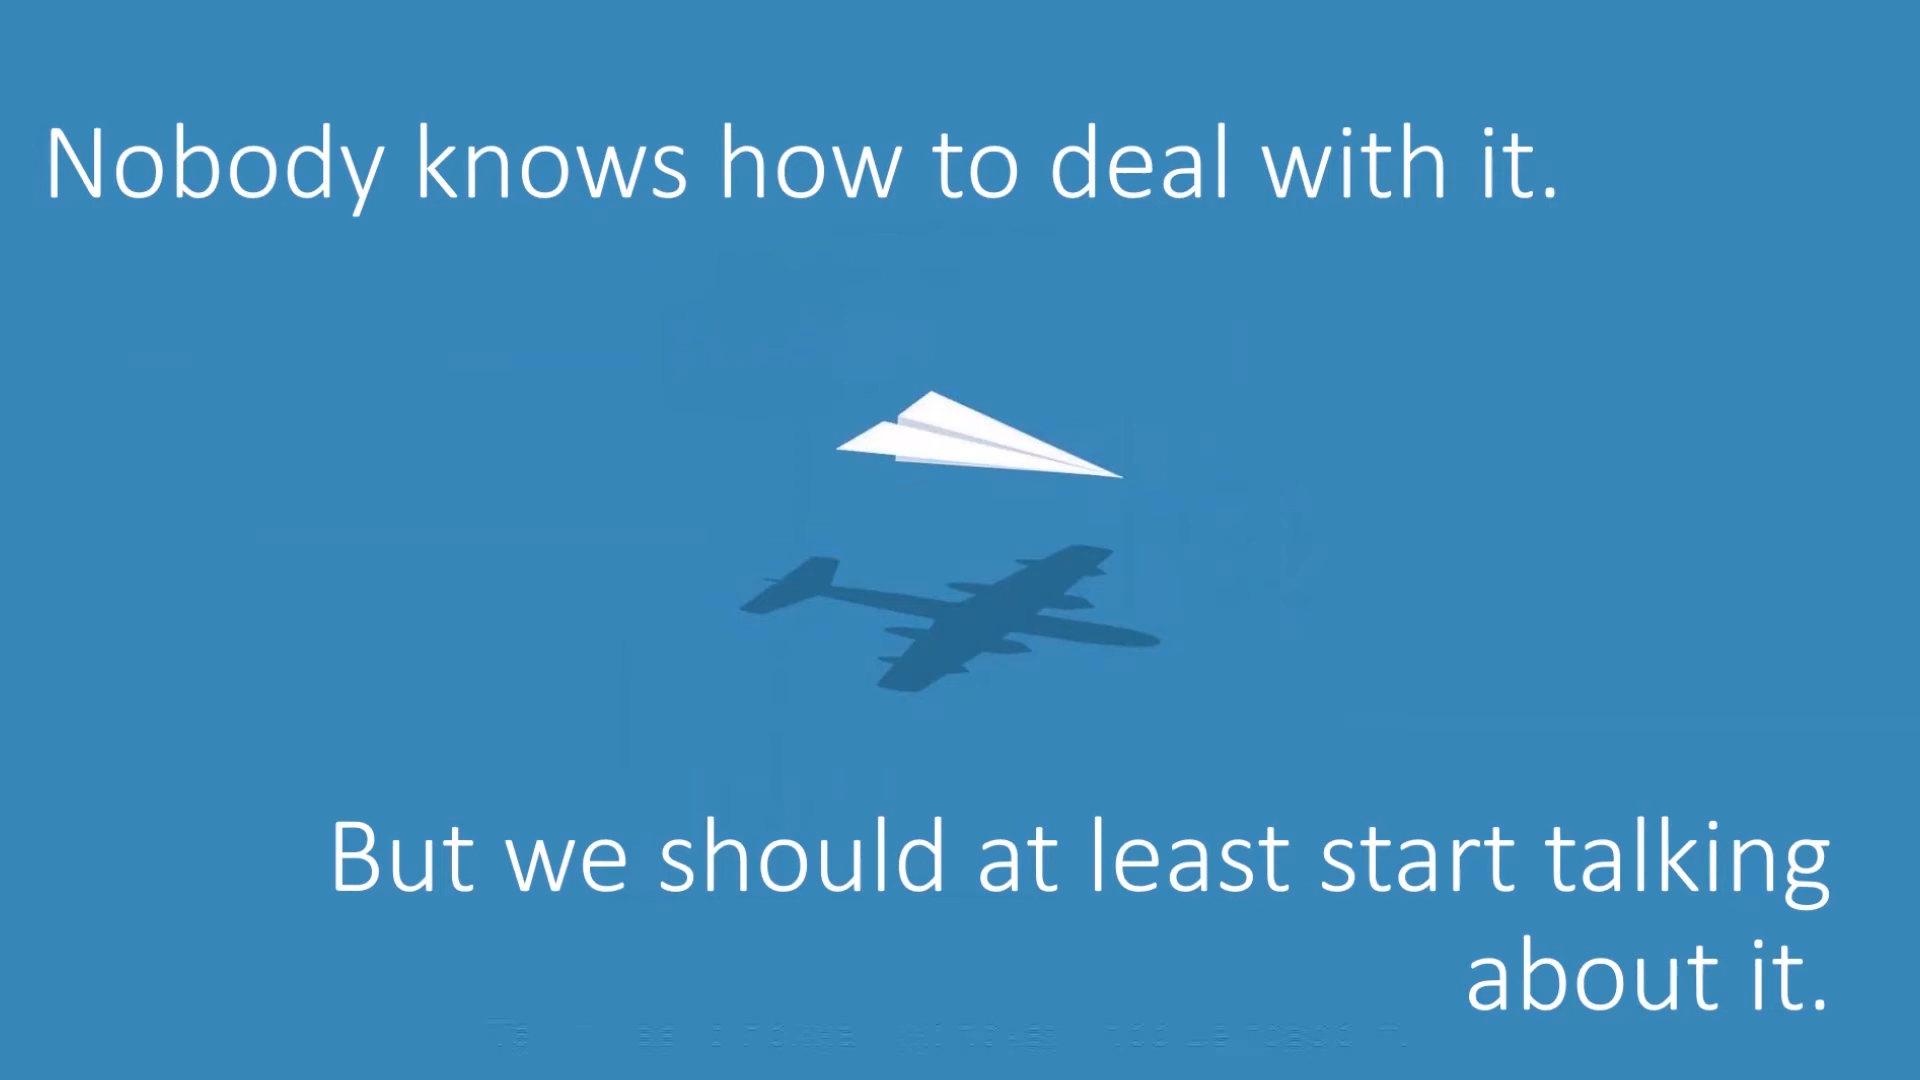 Nobody knows how to deal with it.
But we should at least start talking
about it.